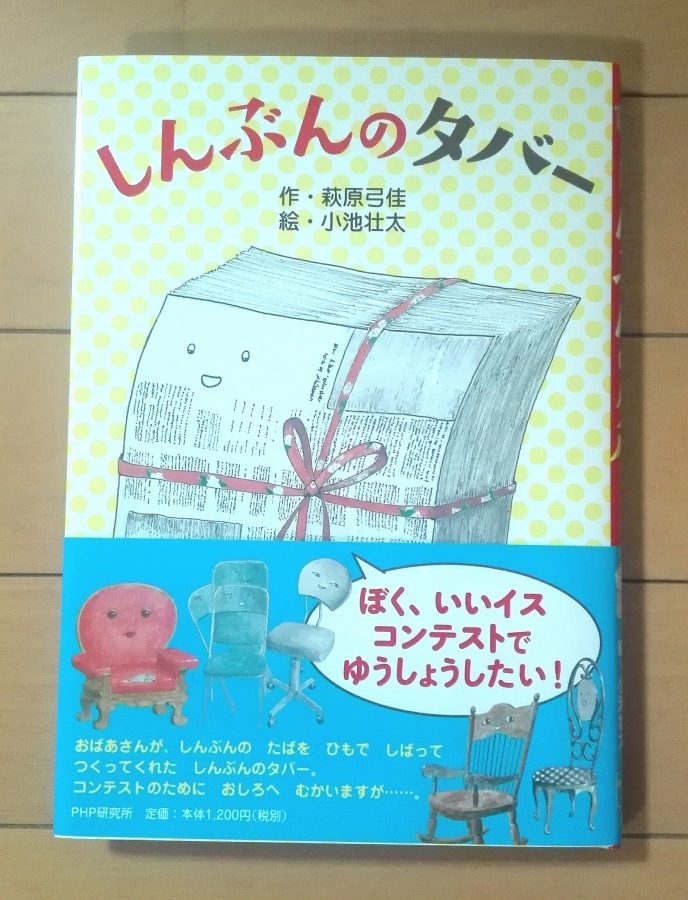 しんぶんのタバー
作・萩原弓佳
絵・小池壮太
ぼく、いいイス
コンテストで
ゆうしょうしたい!
おばあさんが、しんぶんの たばを ひもで しばって
つくってくれた しんぶんのタバー。
コンテストのために おしろへ むかいますが……。
PHP研究所 定価:本体1,200円(税別)